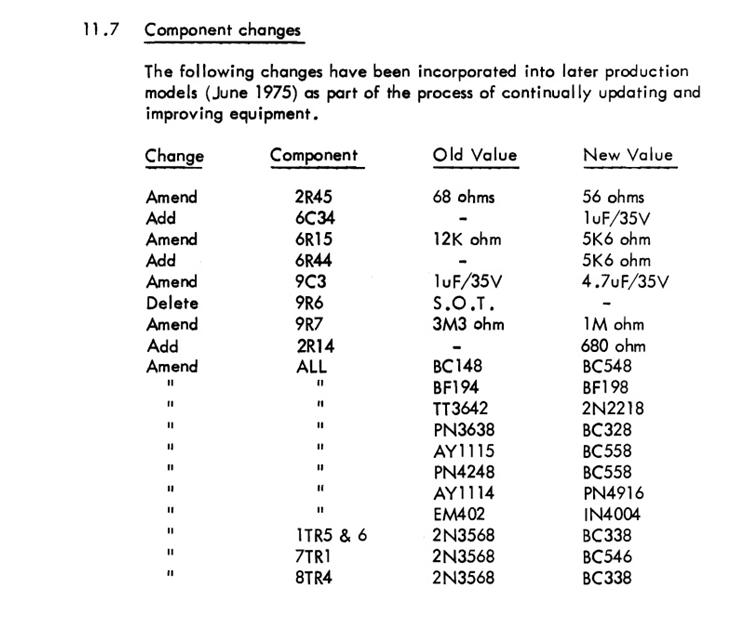 11.7 Component changes
The following changes have been incorporated into later production
models (June 1975) as part of the process of continually updating and
improving equipment.
Change Component Old Value New Value
Amend 2R45 68 ohms 56 ohms
Add 6C34 - 1uF/35V
Amend 6R15 12K ohm 5K6 ohm
Add 6R44 - 5K6 ohm
Amend 9C3 1uF/35V 4.7uF/35V
Delete 9R6 S.O.T. -
Amend 9R7 3M3 ohm 1M ohm
Add 2R14 - 680 ohm
Amend ALL BC148 BC548
" " BF194 BF198
" " TT3642 2N2218
" " PN3638 BC328
" " AY1115 BC558
" " PN4248 BC558
" " AY1114 PN4916
" " EM402 IN4004
" 1TR5 & 6 2N3568 BC338
" 7TR1 2N3568 BC546
" 8TR4 2N3568 BC338